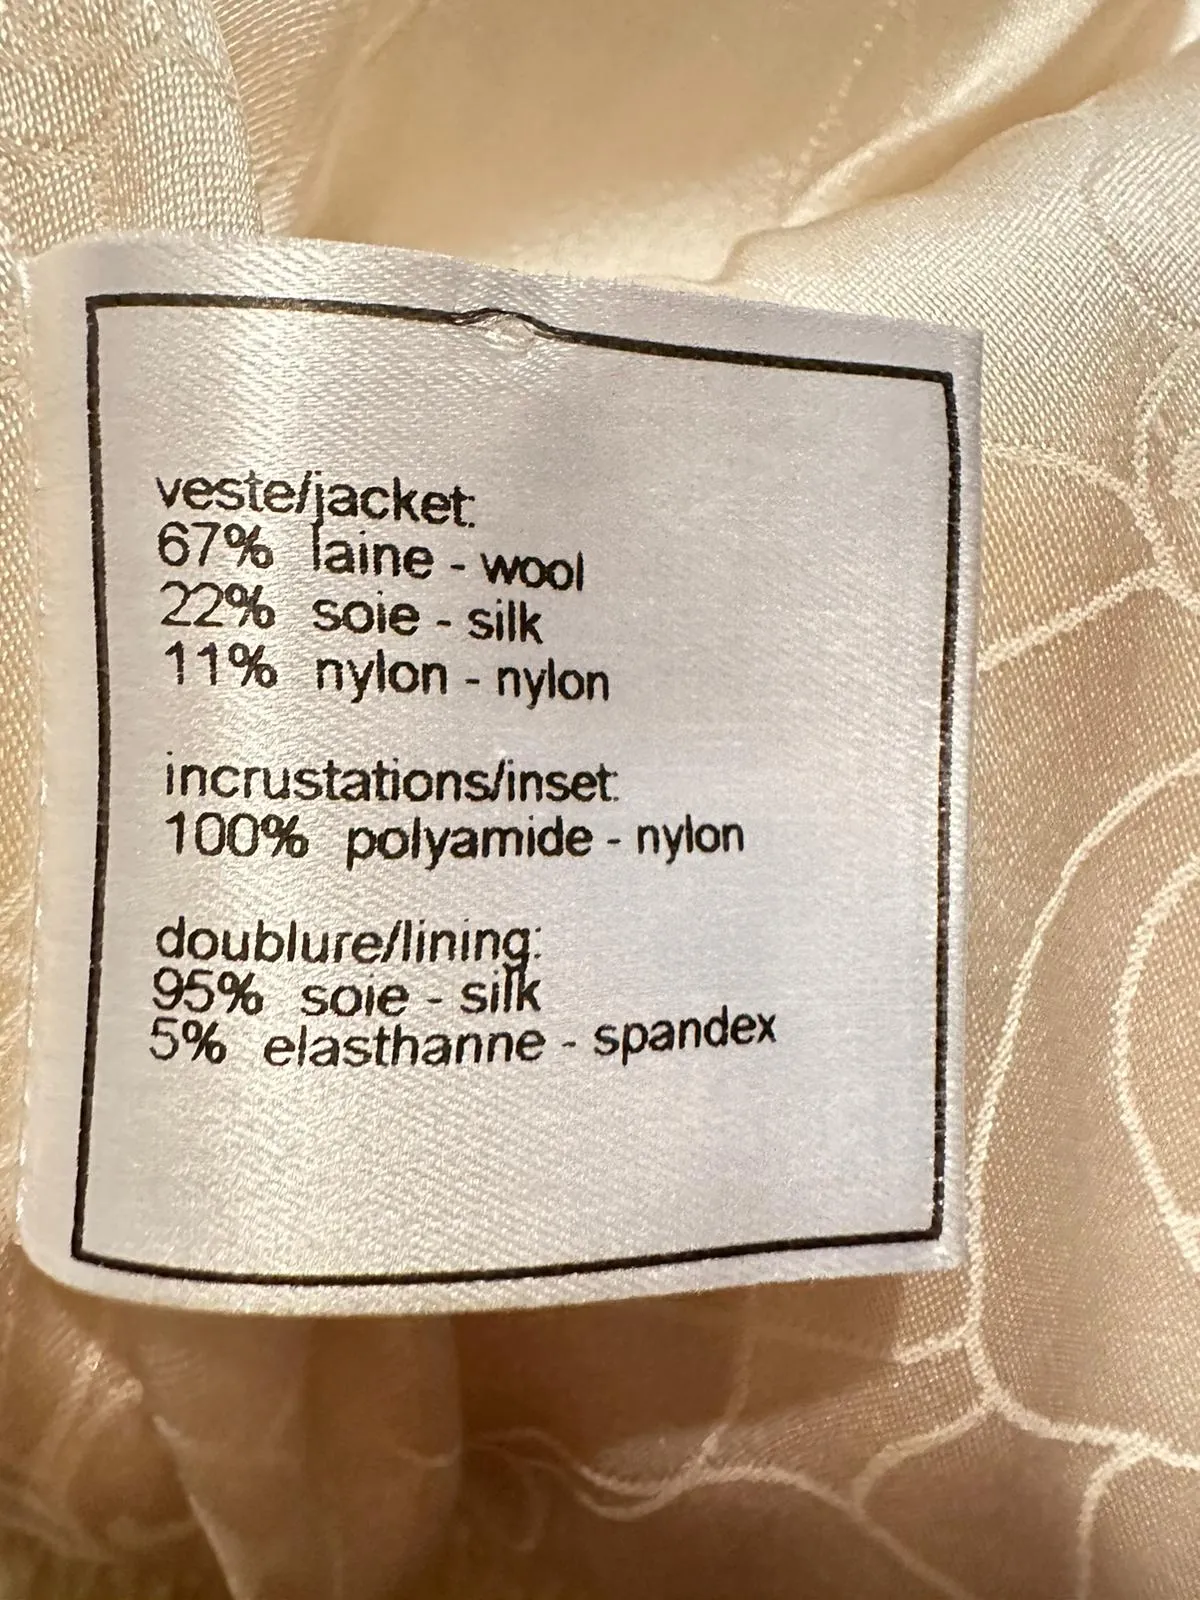 veste/jacket:
67% laine - wool
22% soie - silk
11% nylon - nylon
incrustations/inset:
100% polyamide - nylon
doublure/lining:
95% soie - silk
5% elasthanne - spandex